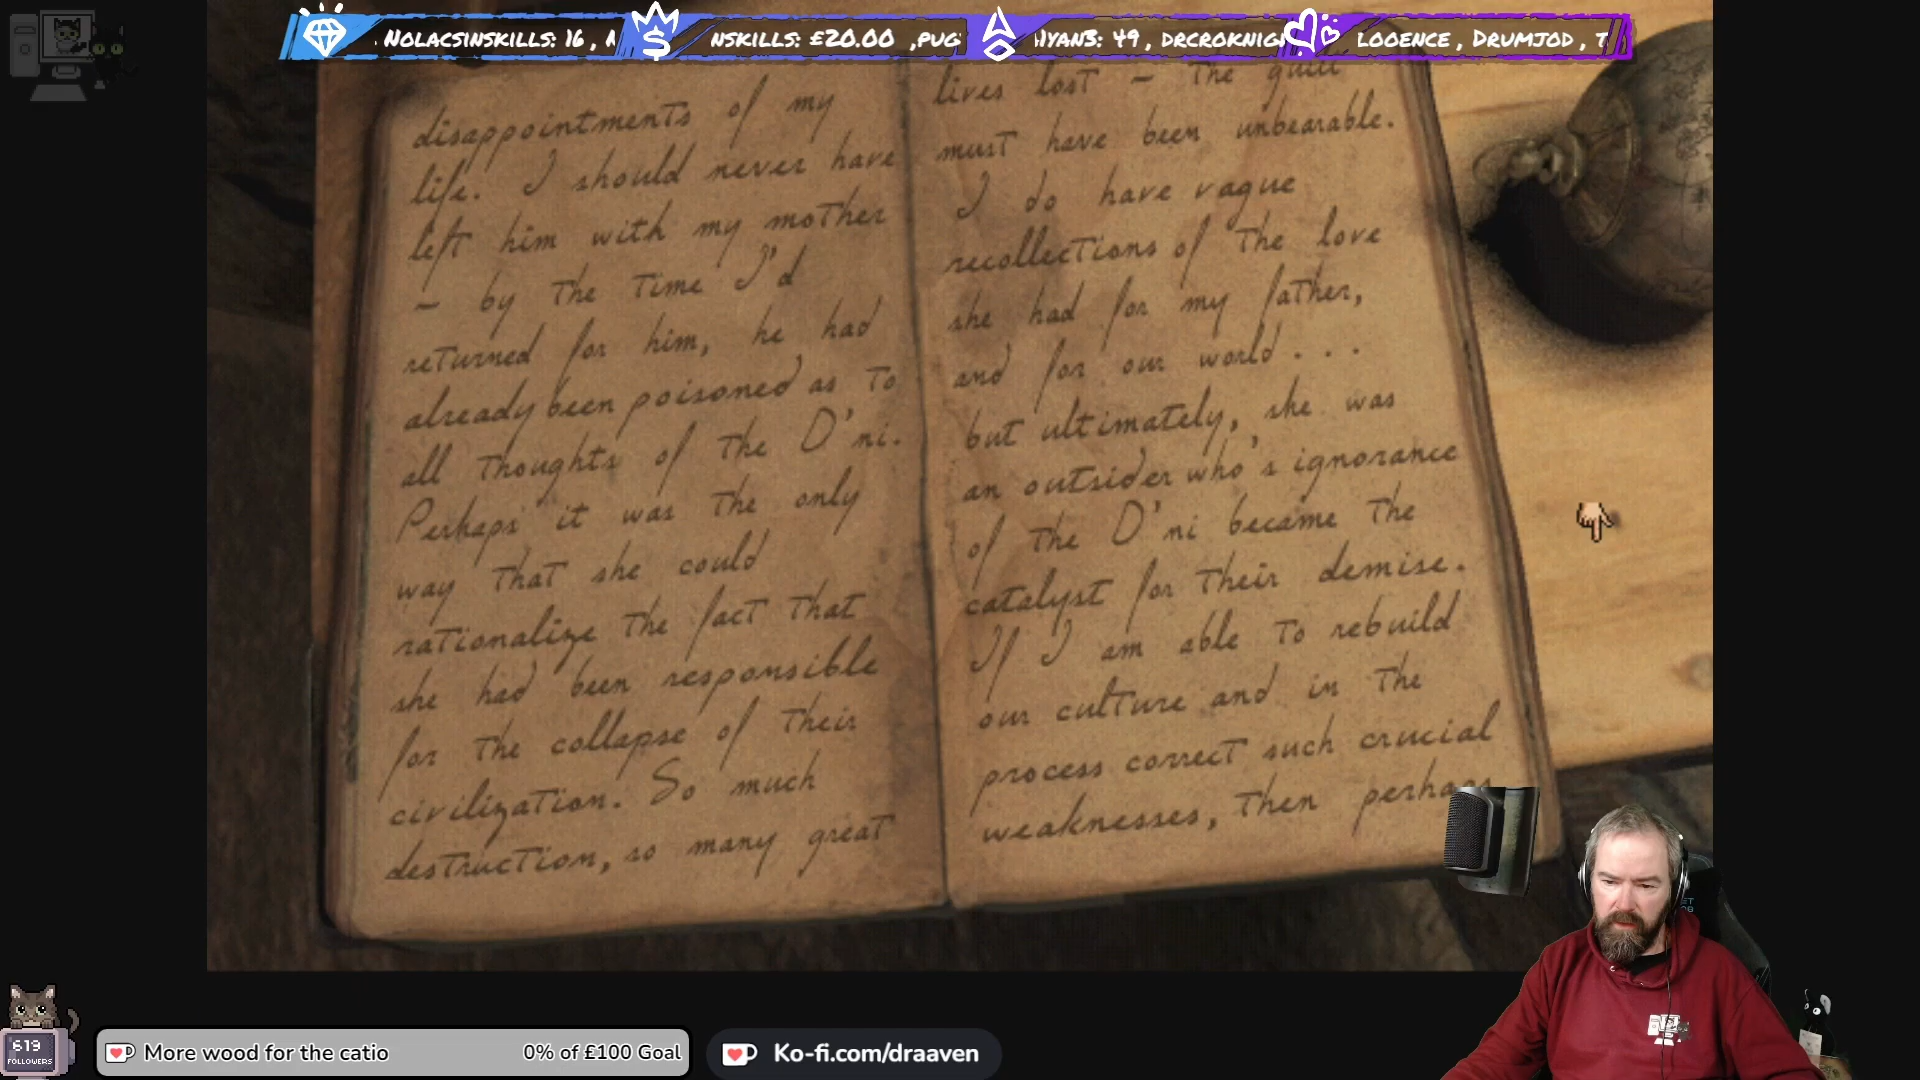 NOLACSINSKILLS: 16 ,
NSKILLS: £20.00 ,PUG
HYAN3: 49 , DRCROKNIG
LOOENCE , DRUMJOD , T
disappointments of my
life. I should never have
left him with my mother
– by the time I'd
returned for him, he had
already been poisoned as to
all thoughts of the D'ni.
Perhaps it was the only
way that she could
rationalize the fact that
she had been responsible
for the collapse of their
civilization. So much
destruction, so many great
lives lost – the guilt
must have been unbearable.
I do have vague
recollections of the love
she had for my father,
and for our world . . .
but ultimately, she was
an outsider who's ignorance
of the D'ni became the
catalyst for their demise.
If I am able to rebuild
our culture and in the
process correct such crucial
weaknesses, then perhaps
619
FOLLOWERS
More wood for the catio 0% of £100 Goal
Ko-fi.com/draaven